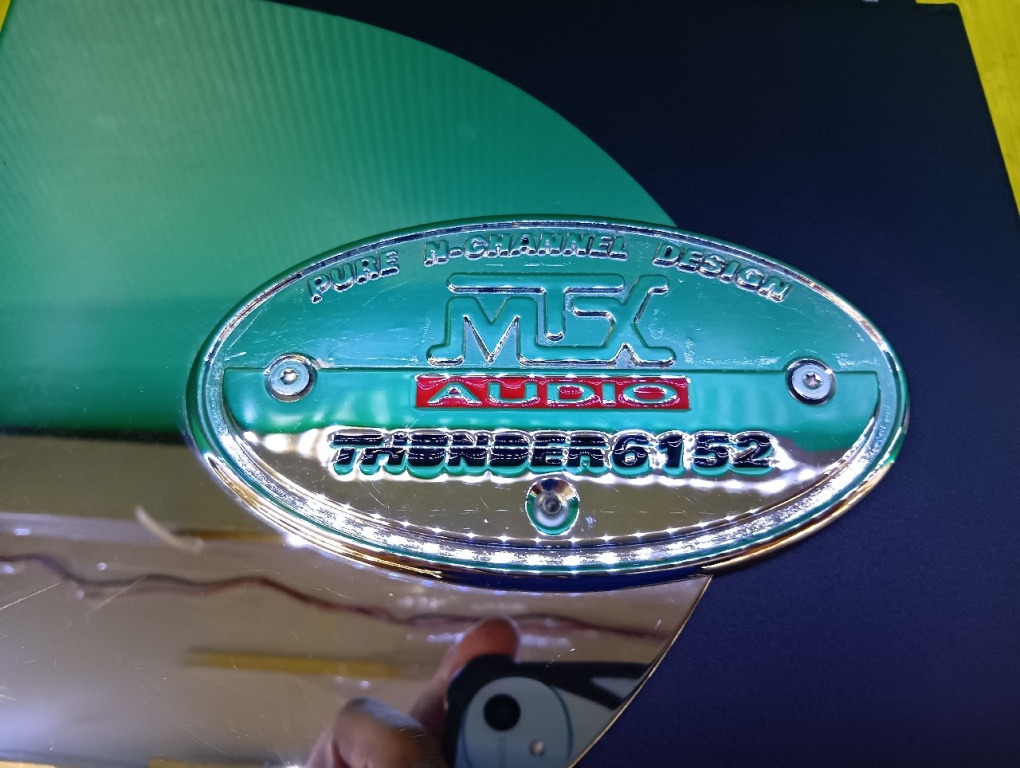 PURE N-CHANNEL DESIGN
MTX
AUDIO
THUNDER6152